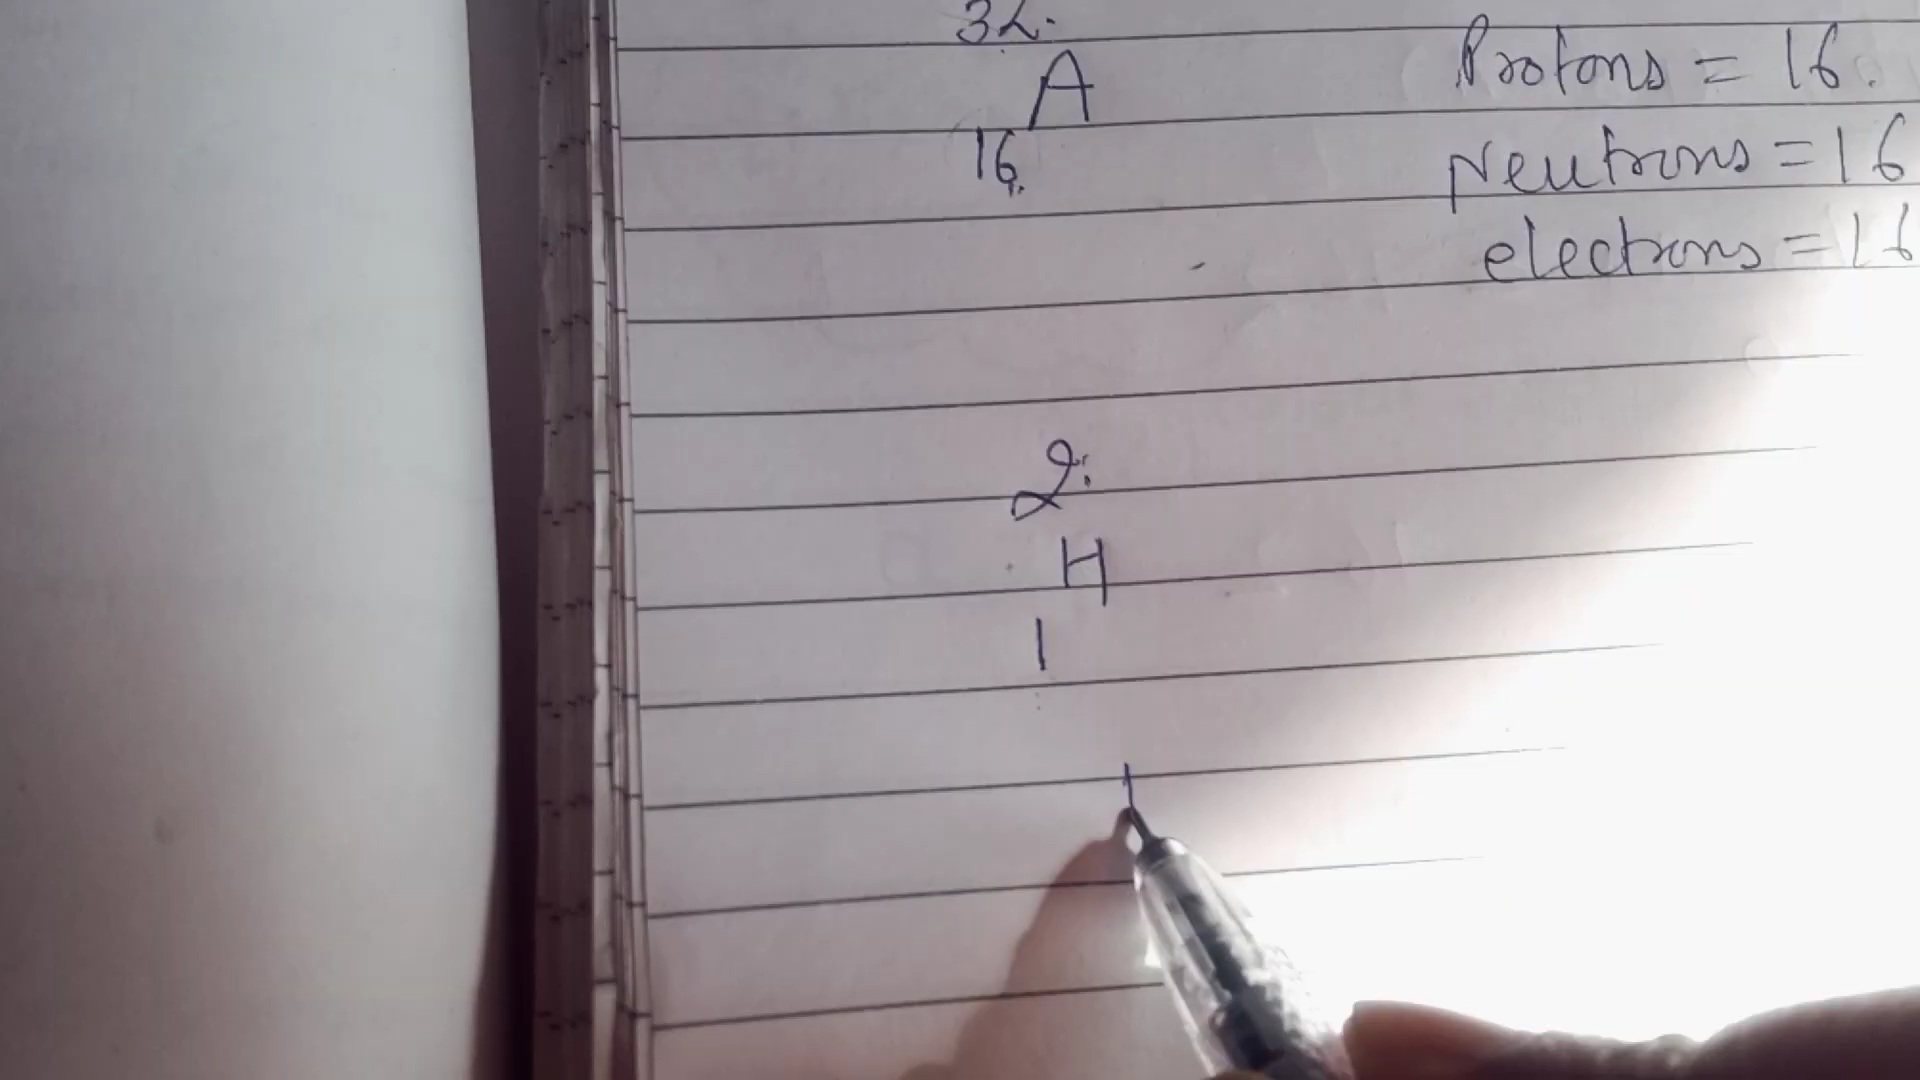 32.
A
16.
Protons = 16.
Neutrons = 16
electrons = 16
2
H
1